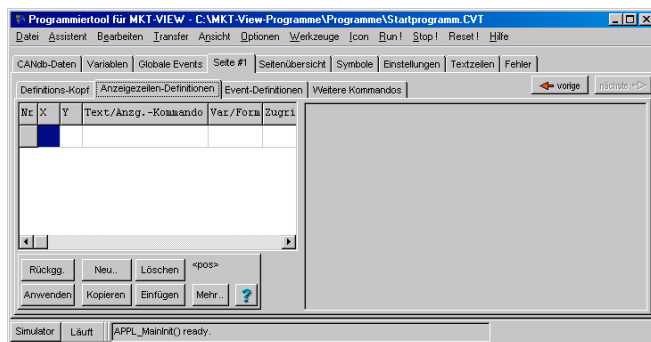 Programmiertool für MKT-VIEW - C:\MKT-View-Programme\Programme\Startprogramm.CVT
Datei Assistent Bearbeiten Transfer Ansicht Optionen Werkzeuge Icon Run! Stop! Reset! Hilfe
CANdb-Daten Variablen Globale Events Seite #1 Seitenübersicht Symbole Einstellungen Textzeilen Fehler
Definitions-Kopf Anzeigezeilen-Definitionen Event-Definitionen Weitere Kommandos vorige nächste
Nr X Y Text/Anzg.-Kommando Var/Form Zugri
Rückgg. Neu.. Löschen <pos>
Anwenden Kopieren Einfügen Mehr.. ?
Simulator Läuft APPL_MainInit() ready.